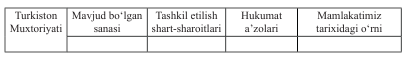 Turkiston Muxtoriyati
Mavjud bo‘lgan sanasi
Tashkil etilish shart-sharoitlari
Hukumat a’zolari
Mamlakatimiz tarixidagi o‘rni